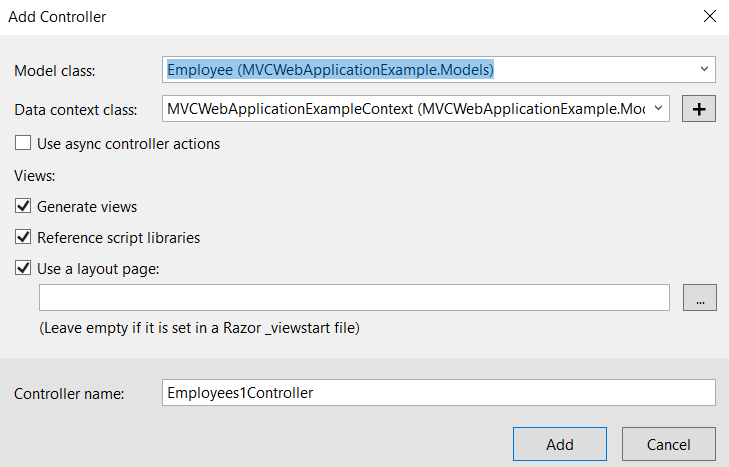 Add Controller
Model class: Employee (MVCWebApplicationExample.Models)
Data context class: MVCWebApplicationExampleContext (MVCWebApplicationExample.Mod +
Use async controller actions
Views:
Generate views
Reference script libraries
Use a layout page:
...
(Leave empty if it is set in a Razor _viewstart file)
Controller name: Employees1Controller
Add Cancel